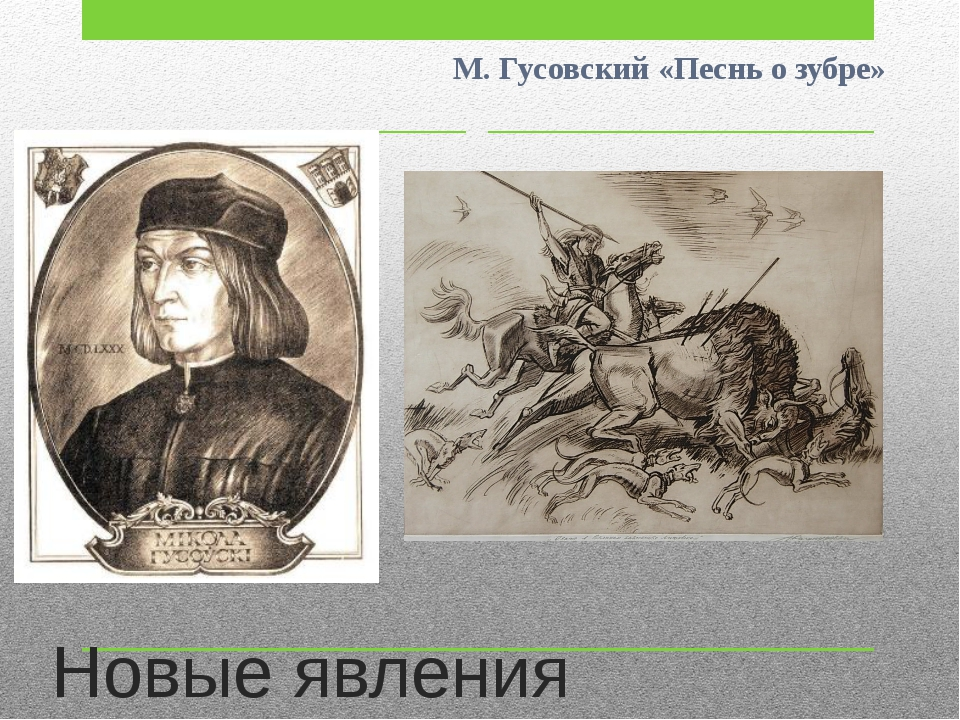 М. Гусовский «Песнь о зубре»
M CD LXXX
МІКОЛА
ГУСОЎСКІ
Новые явления